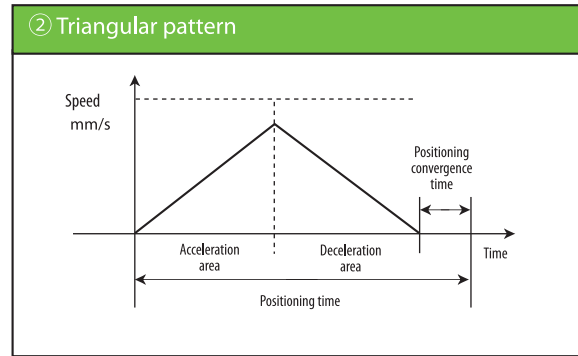 ② Triangular pattern
Speed
mm/s
Positioning
convergence
time
Acceleration
area
Deceleration
area
Time
Positioning time